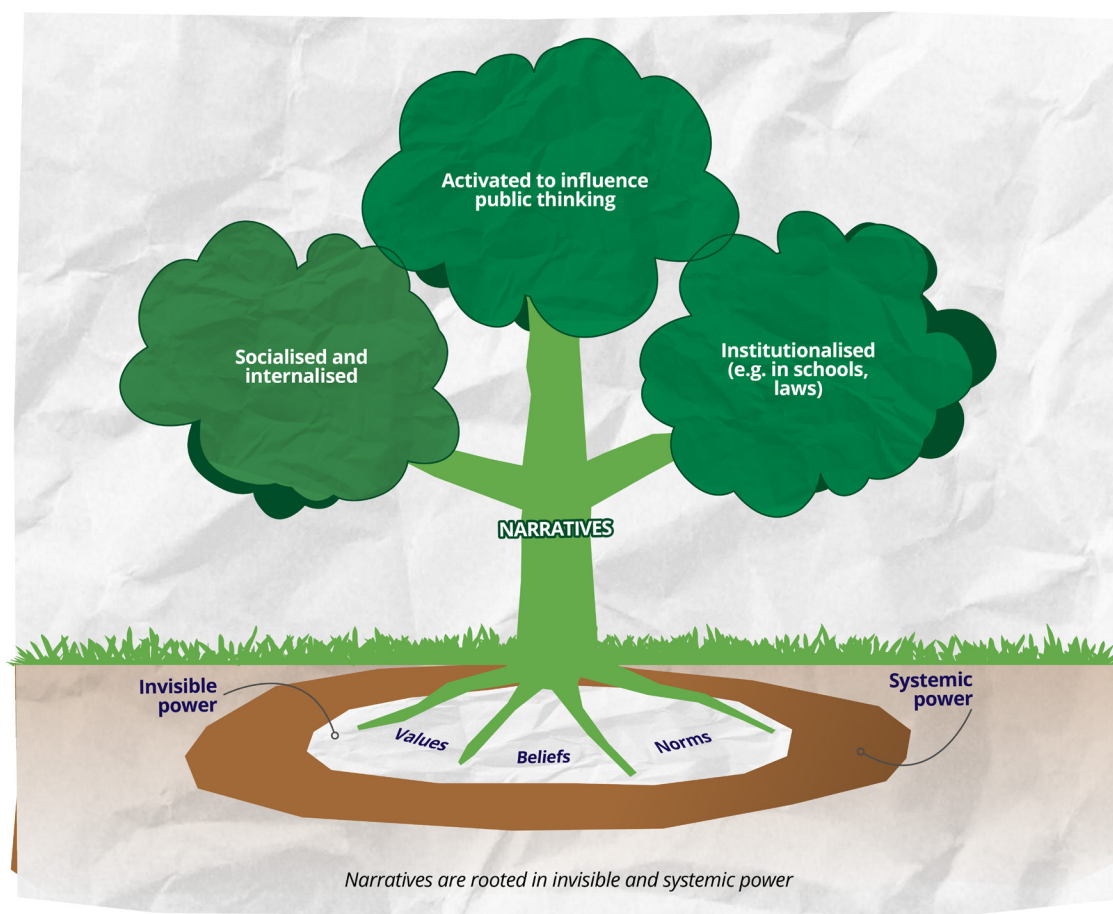 Activated to influence
public thinking
Socialised and
internalised
Institutionalised
(e.g. in schools,
laws)
NARRATIVES
Invisible
power
Systemic
power
Values
Beliefs
Norms
Narratives are rooted in invisible and systemic power